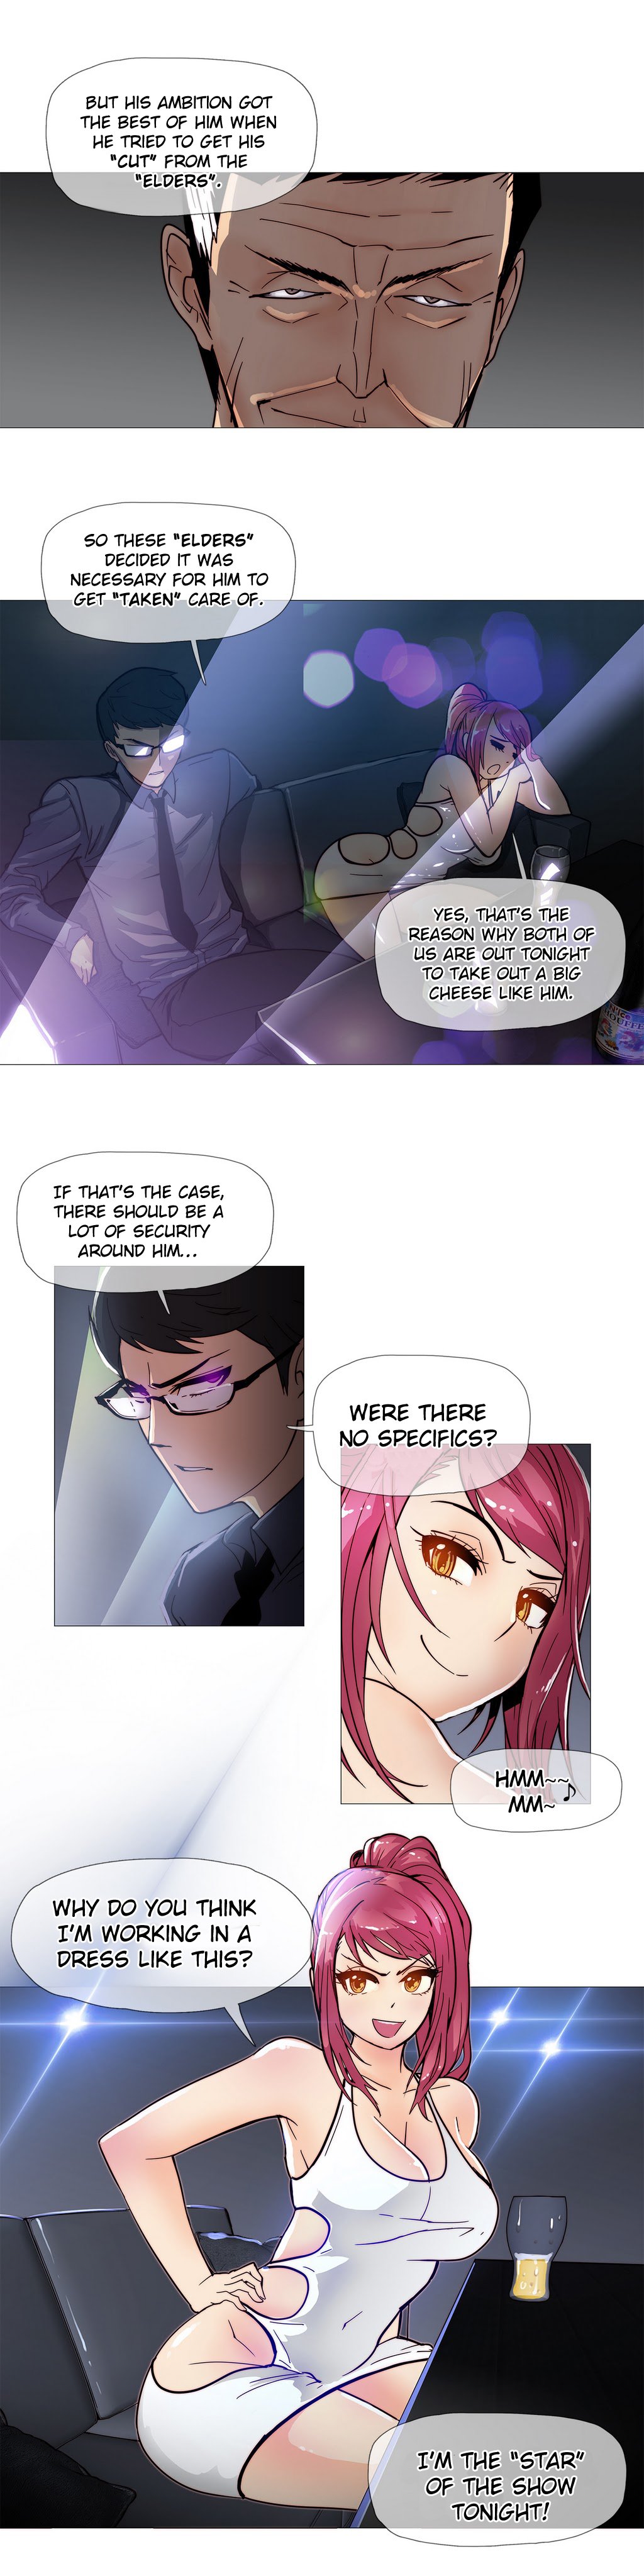 BUT HIS AMBITION GOT
THE BEST OF HIM WHEN
HE TRIED TO GET HIS
"CUT" FROM THE
"ELDERS".
SO THESE "ELDERS"
DECIDED IT WAS
NECESSARY FOR HIM TO
GET "TAKEN" CARE OF.
YES, THAT'S THE
REASON WHY BOTH OF
US ARE OUT TONIGHT
TO TAKE OUT A BIG
CHEESE LIKE HIM.
IF THAT'S THE CASE,
THERE SHOULD BE A
LOT OF SECURITY
AROUND HIM...
WERE THERE
NO SPECIFICS?
HMM~~
MM~♪
WHY DO YOU THINK
I'M WORKING IN A
DRESS LIKE THIS?
I'M THE "STAR"
OF THE SHOW
TONIGHT!